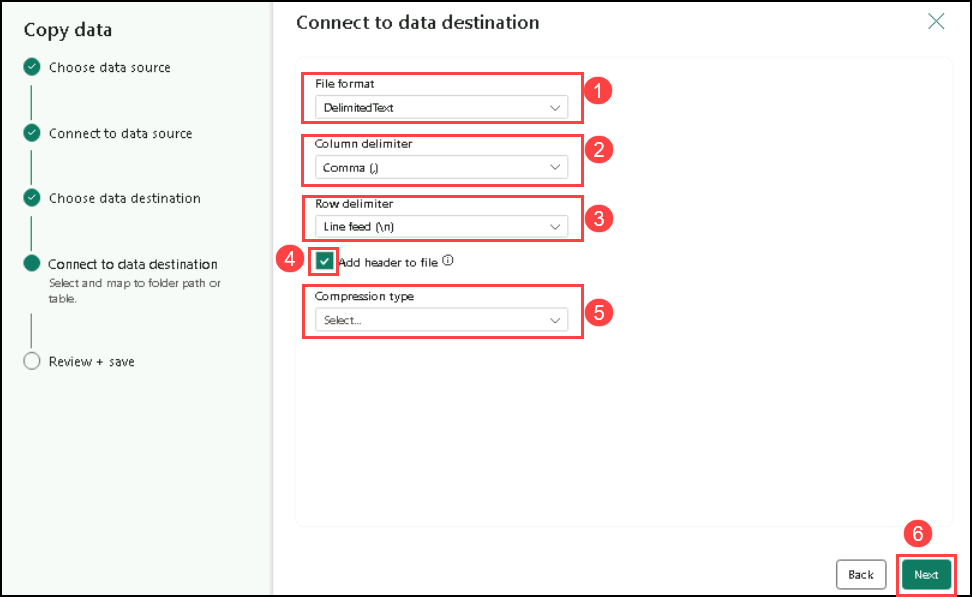 Copy data
Choose data source
Connect to data source
Choose data destination
Connect to data destination
Select and map to folder path or
table.
Review + save
Connect to data destination
File format
DelimitedText
1
Column delimiter
Comma (,)
2
Row delimiter
Line feed (\n)
3
4
Add header to file
Compression type
Select...
5
6
Back
Next